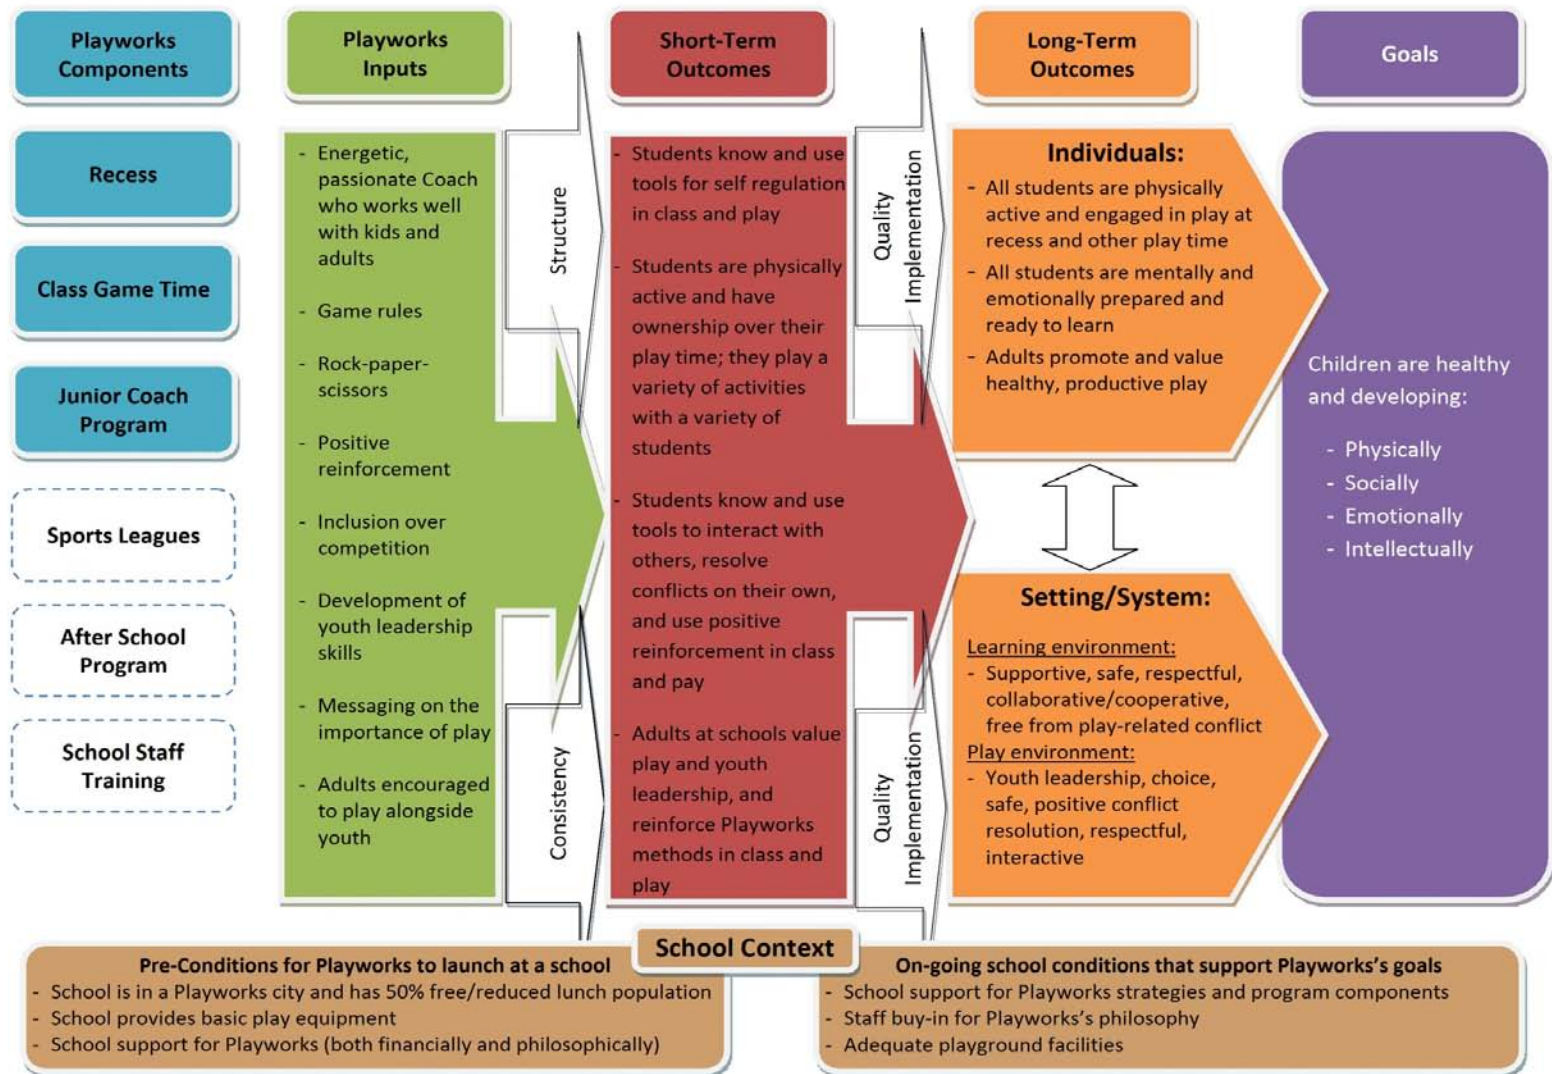 Playworks
Components
Recess
Class Game Time
Junior Coach
Program
Sports Leagues
After School
Program
School Staff
Training
Playworks
Inputs
- Energetic,
passionate Coach
who works well
with kids and
adults
- Game rules
- Rock-paper-
scissors
- Positive
reinforcement
- Inclusion over
competition
- Development of
youth leadership
skills
- Messaging on the
importance of play
- Adults encouraged
to play alongside
youth
Structure
Consistency
Short-Term
Outcomes
- Students know and use
tools for self regulation
in class and play
- Students are physically
active and have
ownership over their
play time; they play a
variety of activities
with a variety of
students
- Students know and use
tools to interact with
others, resolve
conflicts on their own,
and use positive
reinforcement in class
and pay
- Adults at schools value
play and youth
leadership, and
reinforce Playworks
methods in class and
play
Quality
Implementation
Quality
Implementation
Long-Term
Outcomes
Individuals:
- All students are physically
active and engaged in play at
recess and other play time
- All students are mentally and
emotionally prepared and
ready to learn
- Adults promote and value
healthy, productive play
Setting/System:
Learning environment:
- Supportive, safe, respectful,
collaborative/cooperative,
free from play-related conflict
Play environment:
- Youth leadership, choice,
safe, positive conflict
resolution, respectful,
interactive
Goals
Children are healthy
and developing:
- Physically
- Socially
- Emotionally
- Intellectually
School Context
Pre-Conditions for Playworks to launch at a school
- School is in a Playworks city and has 50% free/reduced lunch population
- School provides basic play equipment
- School support for Playworks (both financially and philosophically)
On-going school conditions that support Playworks's goals
- School support for Playworks strategies and program components
- Staff buy-in for Playworks's philosophy
- Adequate playground facilities